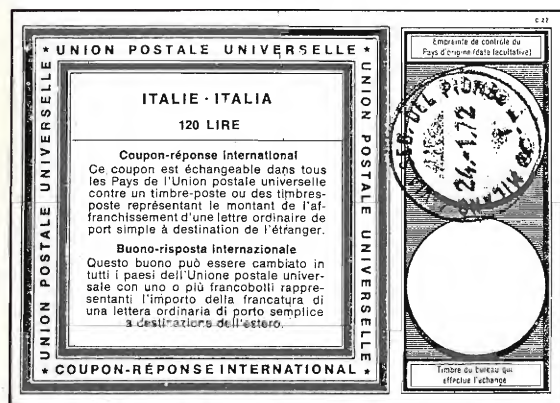 C 22
★ UNION POSTALE UNIVERSELLE ★
UNION POSTALE UNIVERSELLE
UNION POSTALE UNIVERSELLE
ITALIE - ITALIA
120 LIRE
Coupon-réponse international
Ce coupon est échangeable dans tous
les Pays de l'Union postale universelle
contre un timbre-poste ou des timbres-
poste représentant le montant de l'af-
franchissement d'une lettre ordinaire de
port simple à destination de l'étranger.
Buono-risposta internazionale
Questo buono può essere cambiato in
tutti i paesi dell'Unione postale univer-
sale con uno o più francobolli rappre-
sentanti l'importo della francatura di
una lettera ordinaria di porto semplice
a destinazione dell'estero.
★ COUPON-RÉPONSE INTERNATIONAL ★
Empreinte de contrôle du
Pays d'origine (date facultative)
DEL PIOMBO
24.-1.72
MILANO
Timbre du bureau qui
effectue l'échange